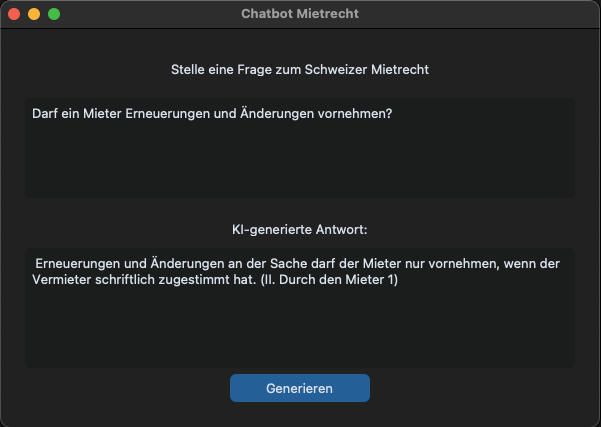 Chatbot Mietrecht
Stelle eine Frage zum Schweizer Mietrecht
Darf ein Mieter Erneuerungen und Änderungen vornehmen?
KI-generierte Antwort:
Erneuerungen und Änderungen an der Sache darf der Mieter nur vornehmen, wenn der
Vermieter schriftlich zugestimmt hat. (II. Durch den Mieter 1)
Generieren